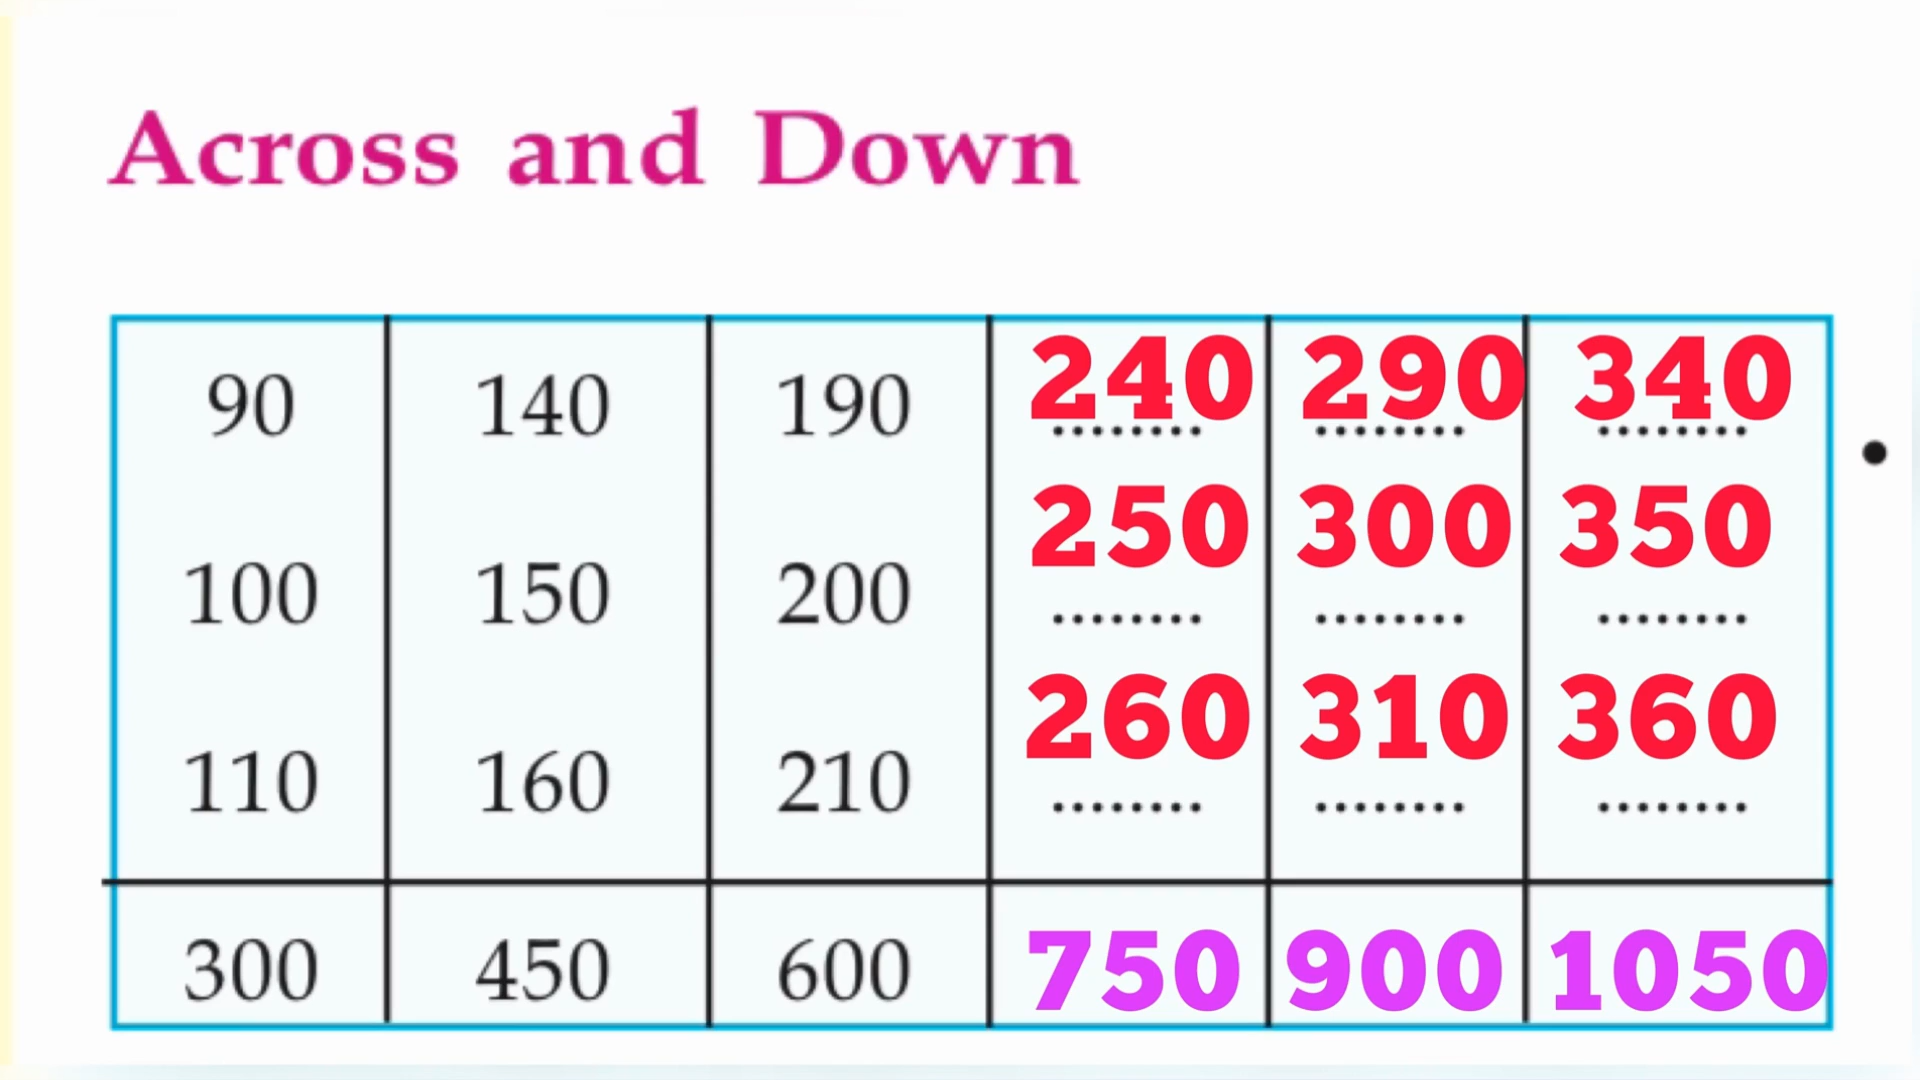 Across and Down
90 140 190 240 290 340
........ ........ ........
100 150 200 250 300 350
........ ........ ........
110 160 210 260 310 360
........ ........ ........
300 450 600 750 900 1050